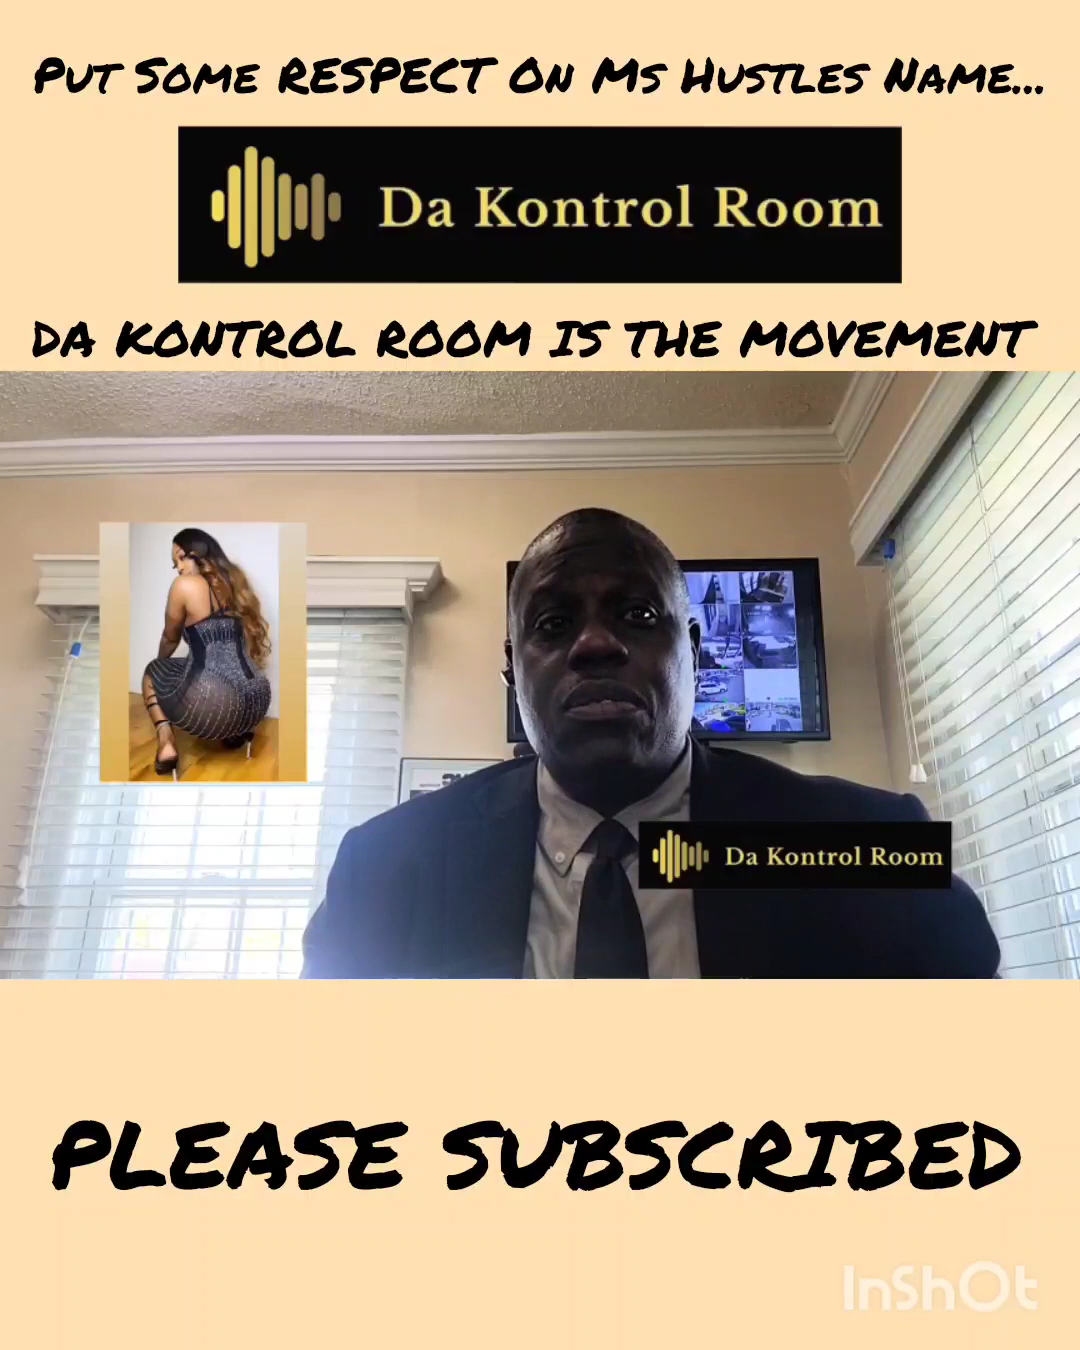 Put Some RESPECT On Ms Hustles Name...
Da Kontrol Room
DA KONTROL ROOM IS THE MOVEMENT
Da Kontrol Room
PLEASE SUBSCRIBED
InShOt